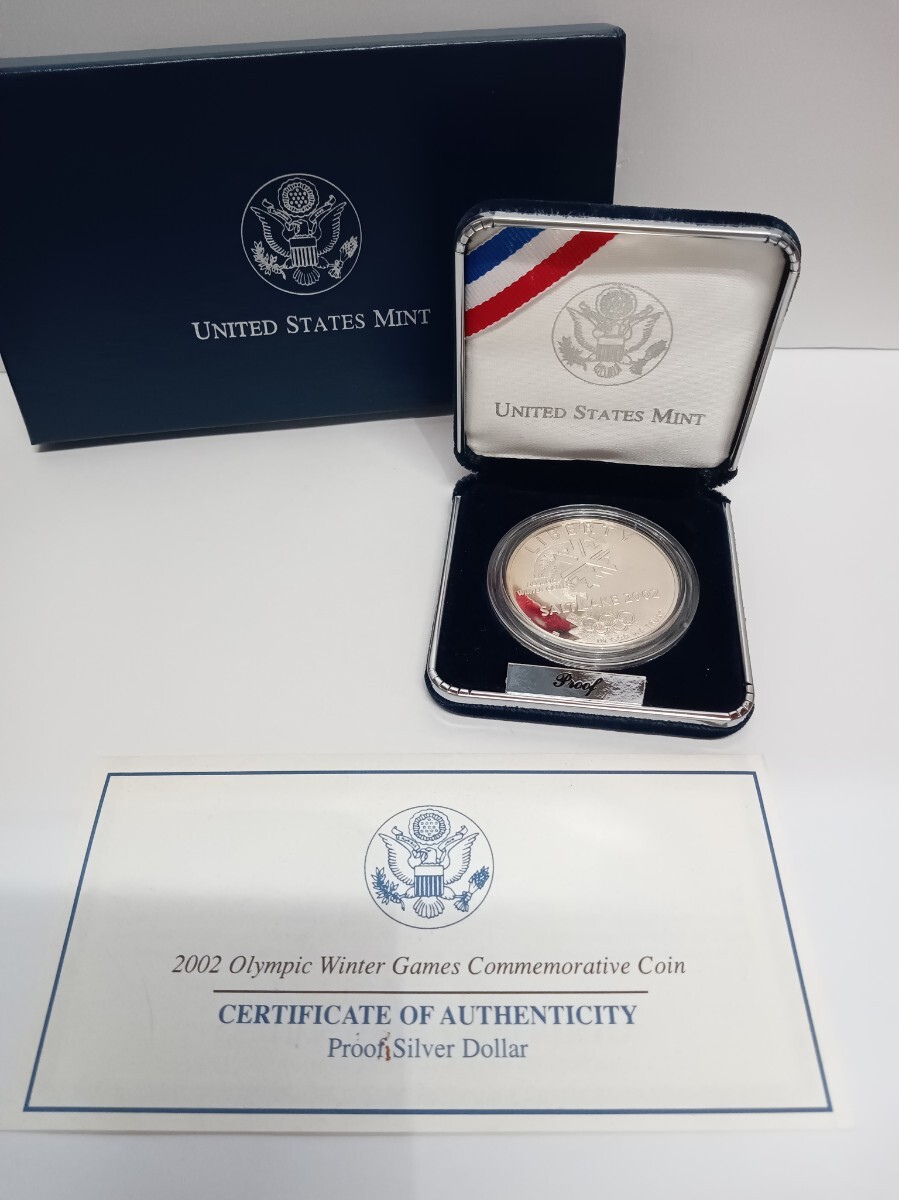 UNITED STATES MINT
UNITED STATES MINT
LIBERTY
SALT LAKE 2002
Proof
2002 Olympic Winter Games Commemorative Coin
CERTIFICATE OF AUTHENTICITY
Proof Silver Dollar